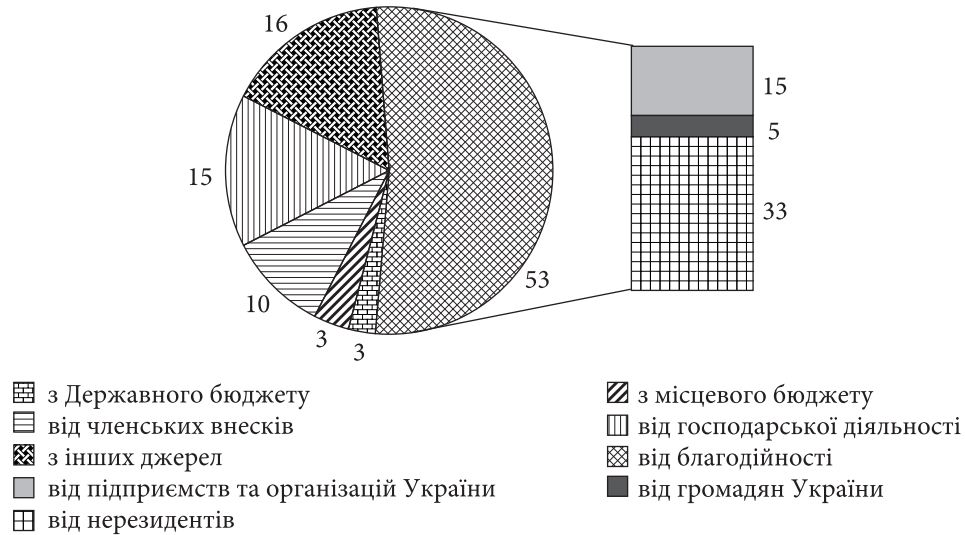 16
15
5
15
33
53
10
3
3
з Державного бюджету
з місцевого бюджету
від членських внесків
від господарської діяльності
з інших джерел
від благодійності
від підприємств та організацій України
від громадян України
від нерезидентів